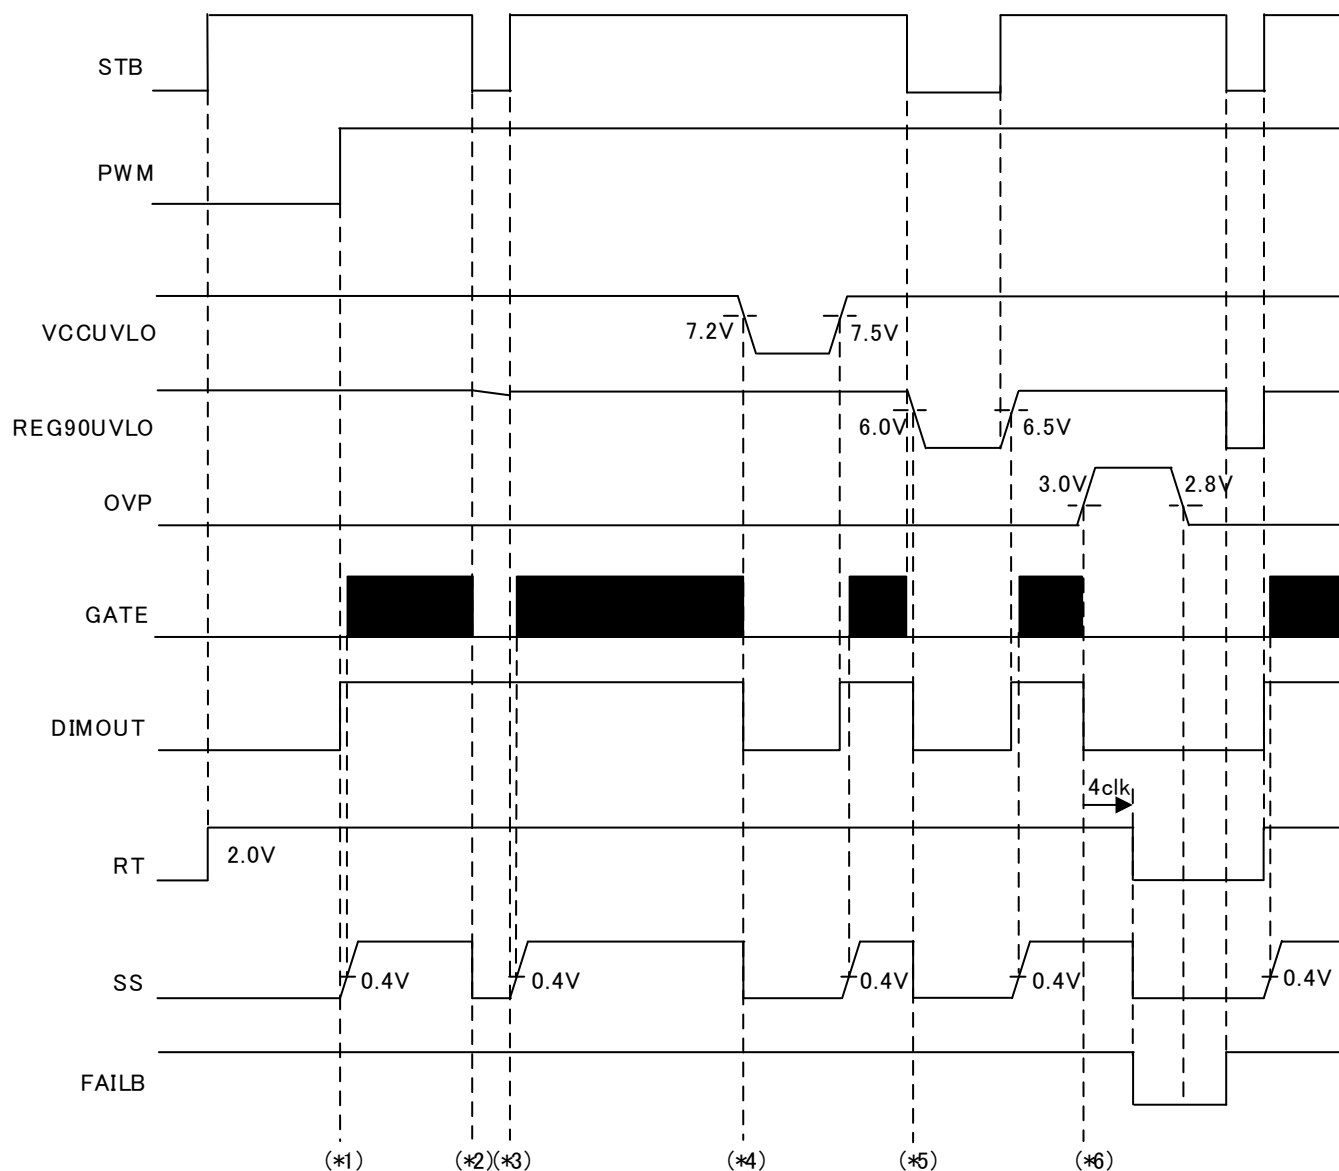 STB
PWM
VCCUVLO
7.2V
7.5V
REG90UVLO
6.0V
6.5V
OVP
3.0V
2.8V
GATE
DIMOUT
4clk
RT
2.0V
SS
0.4V
0.4V
0.4V
0.4V
0.4V
FAILB
(*1)
(*2)
(*3)
(*4)
(*5)
(*6)